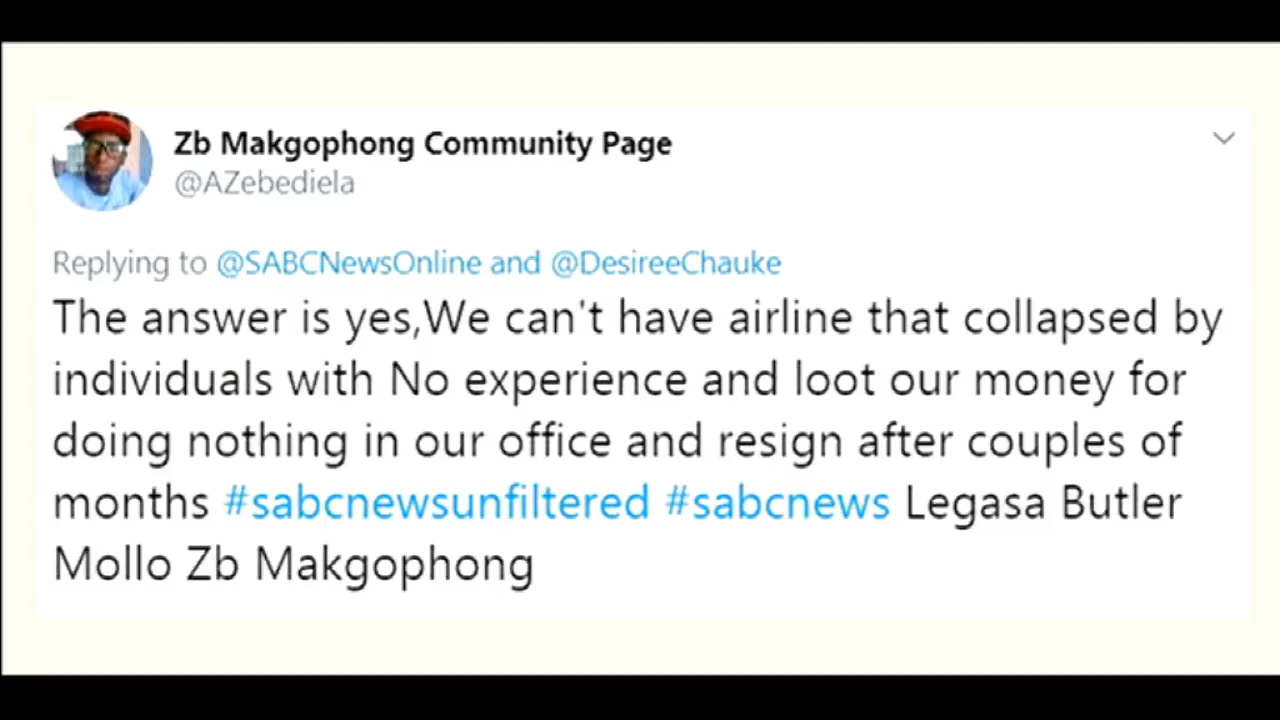 Zb Makgophong Community Page
@AZebediela
Replying to @SABCNewsOnline and @DesireeChauke
The answer is yes,We can't have airline that collapsed by
individuals with No experience and loot our money for
doing nothing in our office and resign after couples of
months #sabcnewsunfiltered #sabcnews Legasa Butler
Mollo Zb Makgophong